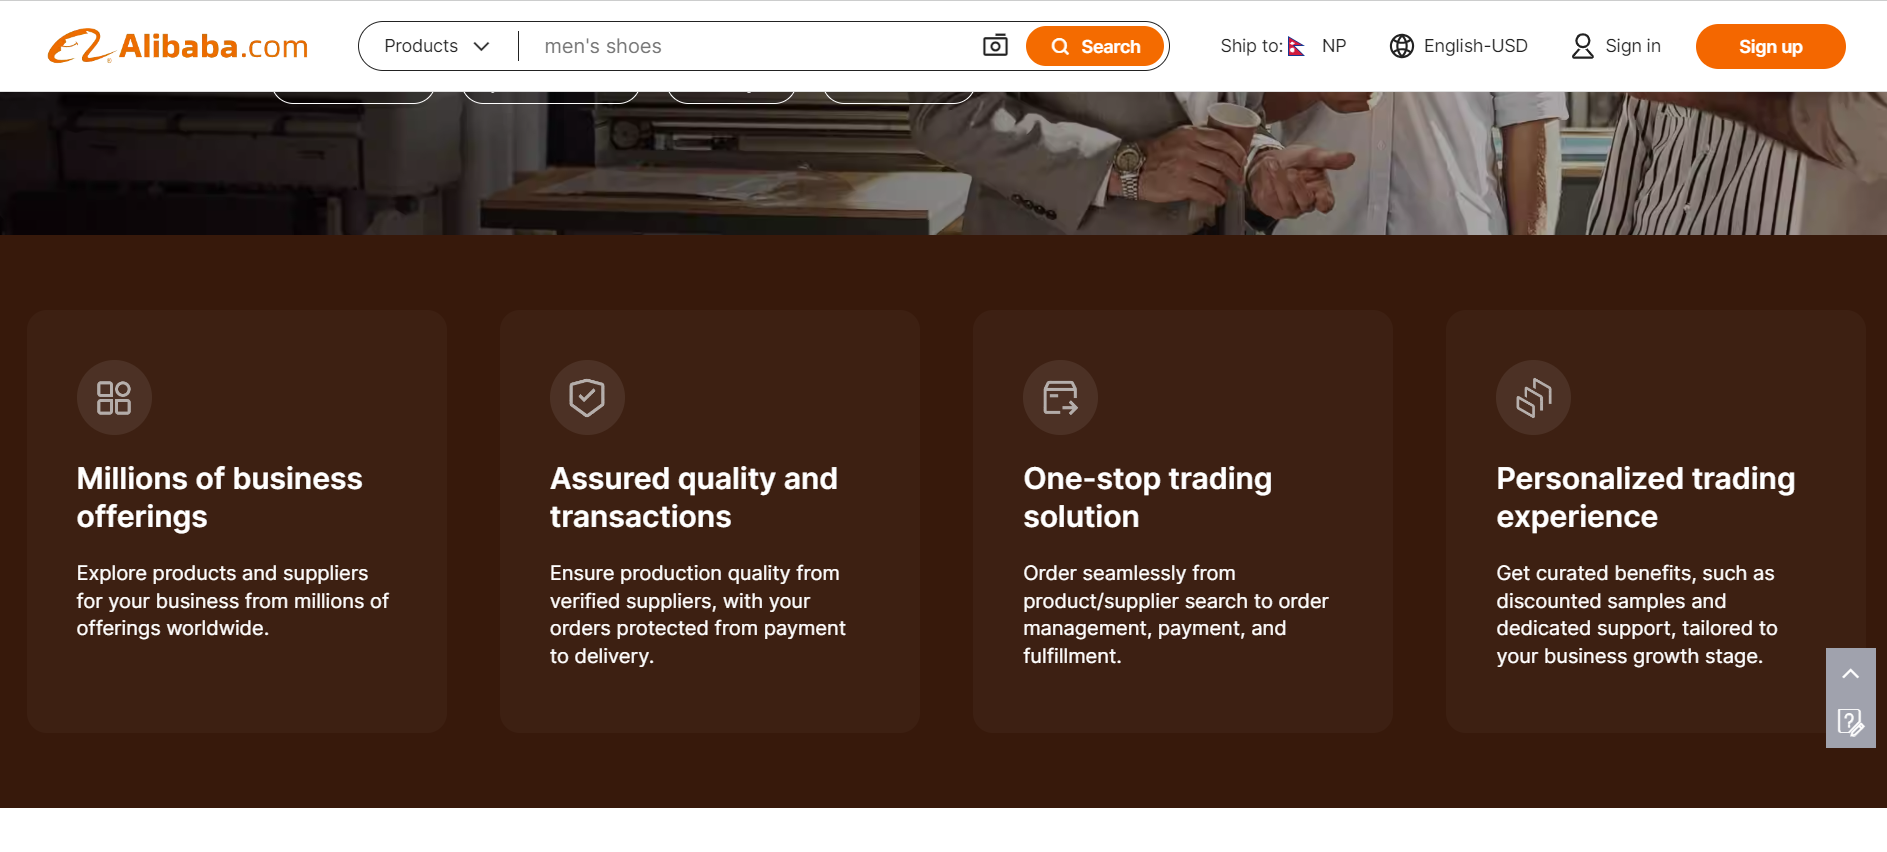 Alibaba.com
Products
men's shoes
Search
Ship to: NP
English-USD
Sign in
Sign up
Millions of business
offerings
Explore products and suppliers
for your business from millions of
offerings worldwide.
Assured quality and
transactions
Ensure production quality from
verified suppliers, with your
orders protected from payment
to delivery.
One-stop trading
solution
Order seamlessly from
product/supplier search to order
management, payment, and
fulfillment.
Personalized trading
experience
Get curated benefits, such as
discounted samples and
dedicated support, tailored to
your business growth stage.